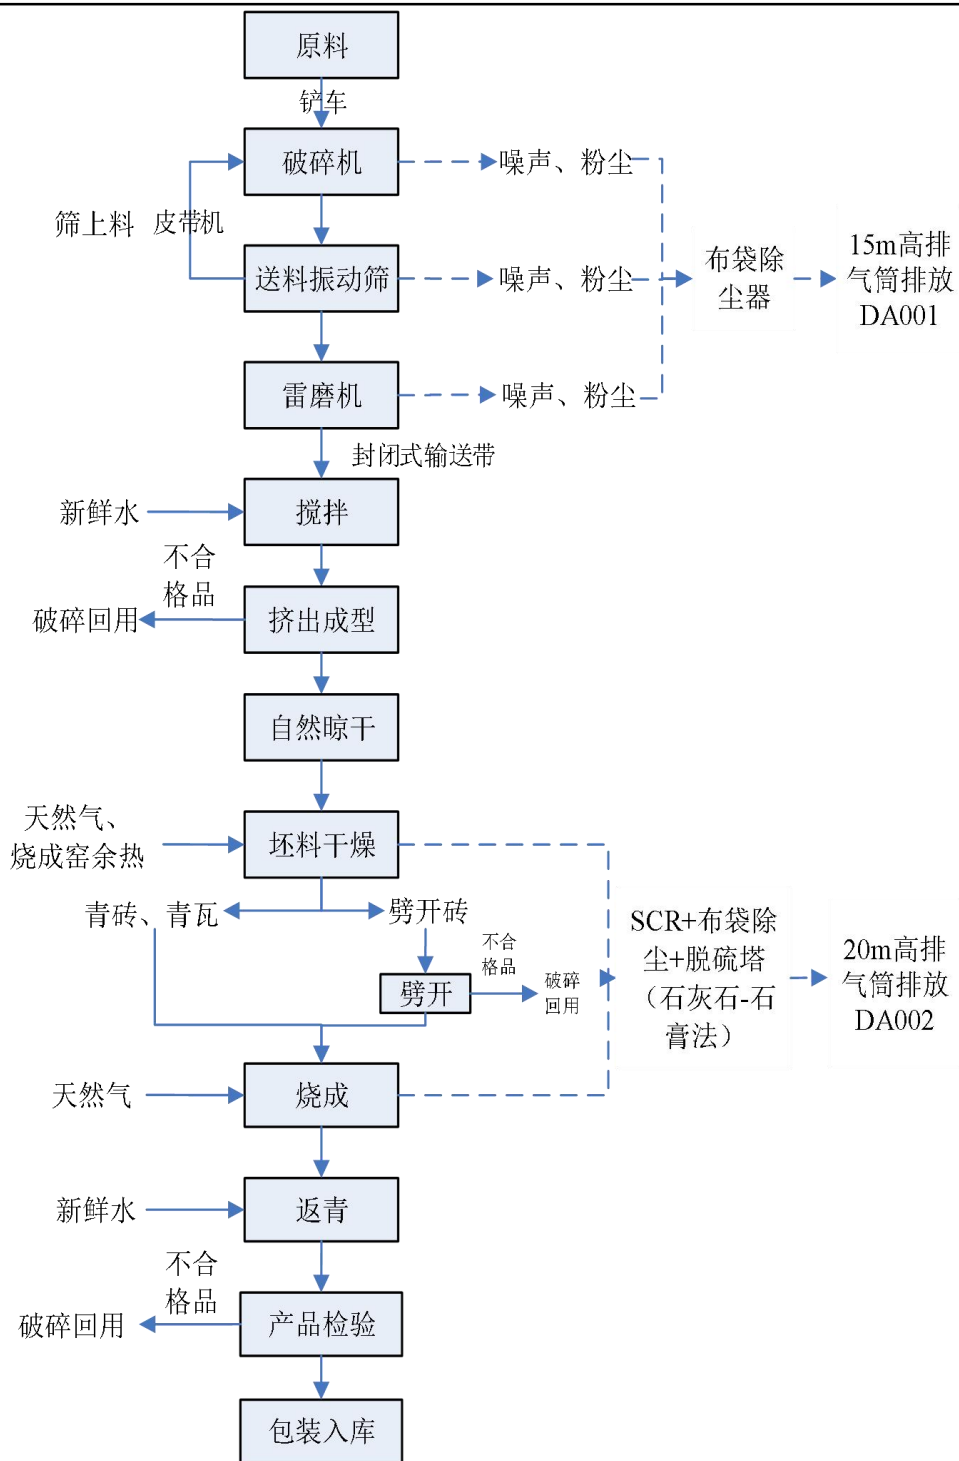 原料
铲车
破碎机
噪声、粉尘
筛上料
皮带机
送料振动筛
噪声、粉尘
布袋除
尘器
15m高排
气筒排放
DA001
雷磨机
噪声、粉尘
封闭式输送带
新鲜水
搅拌
不合
格品
破碎回用
挤出成型
自然晾干
天然气、
烧成窑余热
坯料干燥
青砖、青瓦
劈开砖
不合
格品
劈开
破碎
回用
SCR+布袋除
尘+脱硫塔
（石灰石-石
膏法）
20m高排
气筒排放
DA002
天然气
烧成
新鲜水
返青
不合
格品
破碎回用
产品检验
包装入库